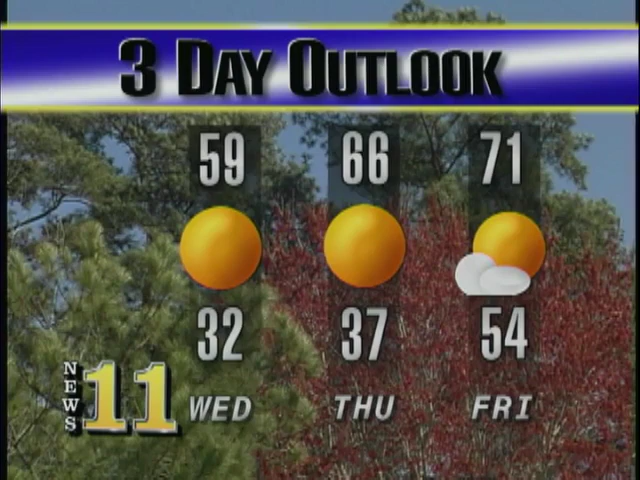 3 DAY OUTLOOK
59 66 71
32 37 54
NEWS 11
WED THU FRI